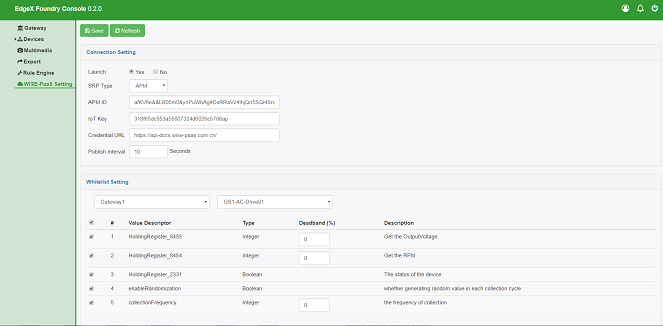 EdgeX Foundry Console 0.2.0
Gateway
Devices
Multimedia
Export
Rule Engine
WISE-PaaS Setting
Save Refresh
Connection Setting
Launch Yes No
SRP Type APM
APM ID
IoT Key
Credential URL https://api-dccs.wise-paas.com.cn/
Publish Interval 10 Seconds
Whitelist Setting
Gateway1 GS1-AC-Drive01
# Value Descriptor Type Deadband (%) Description
1 HoldingRegister_8455 Integer 0 Get the OutputVoltage.
2 HoldingRegister_8454 Integer 0 Get the RPM.
3 HoldingRegister_2331 Boolean The status of the device.
4 enableRandomization Boolean whether generating random value in each collection cycle
5 collectionFrequency Integer 0 the frequency of collection